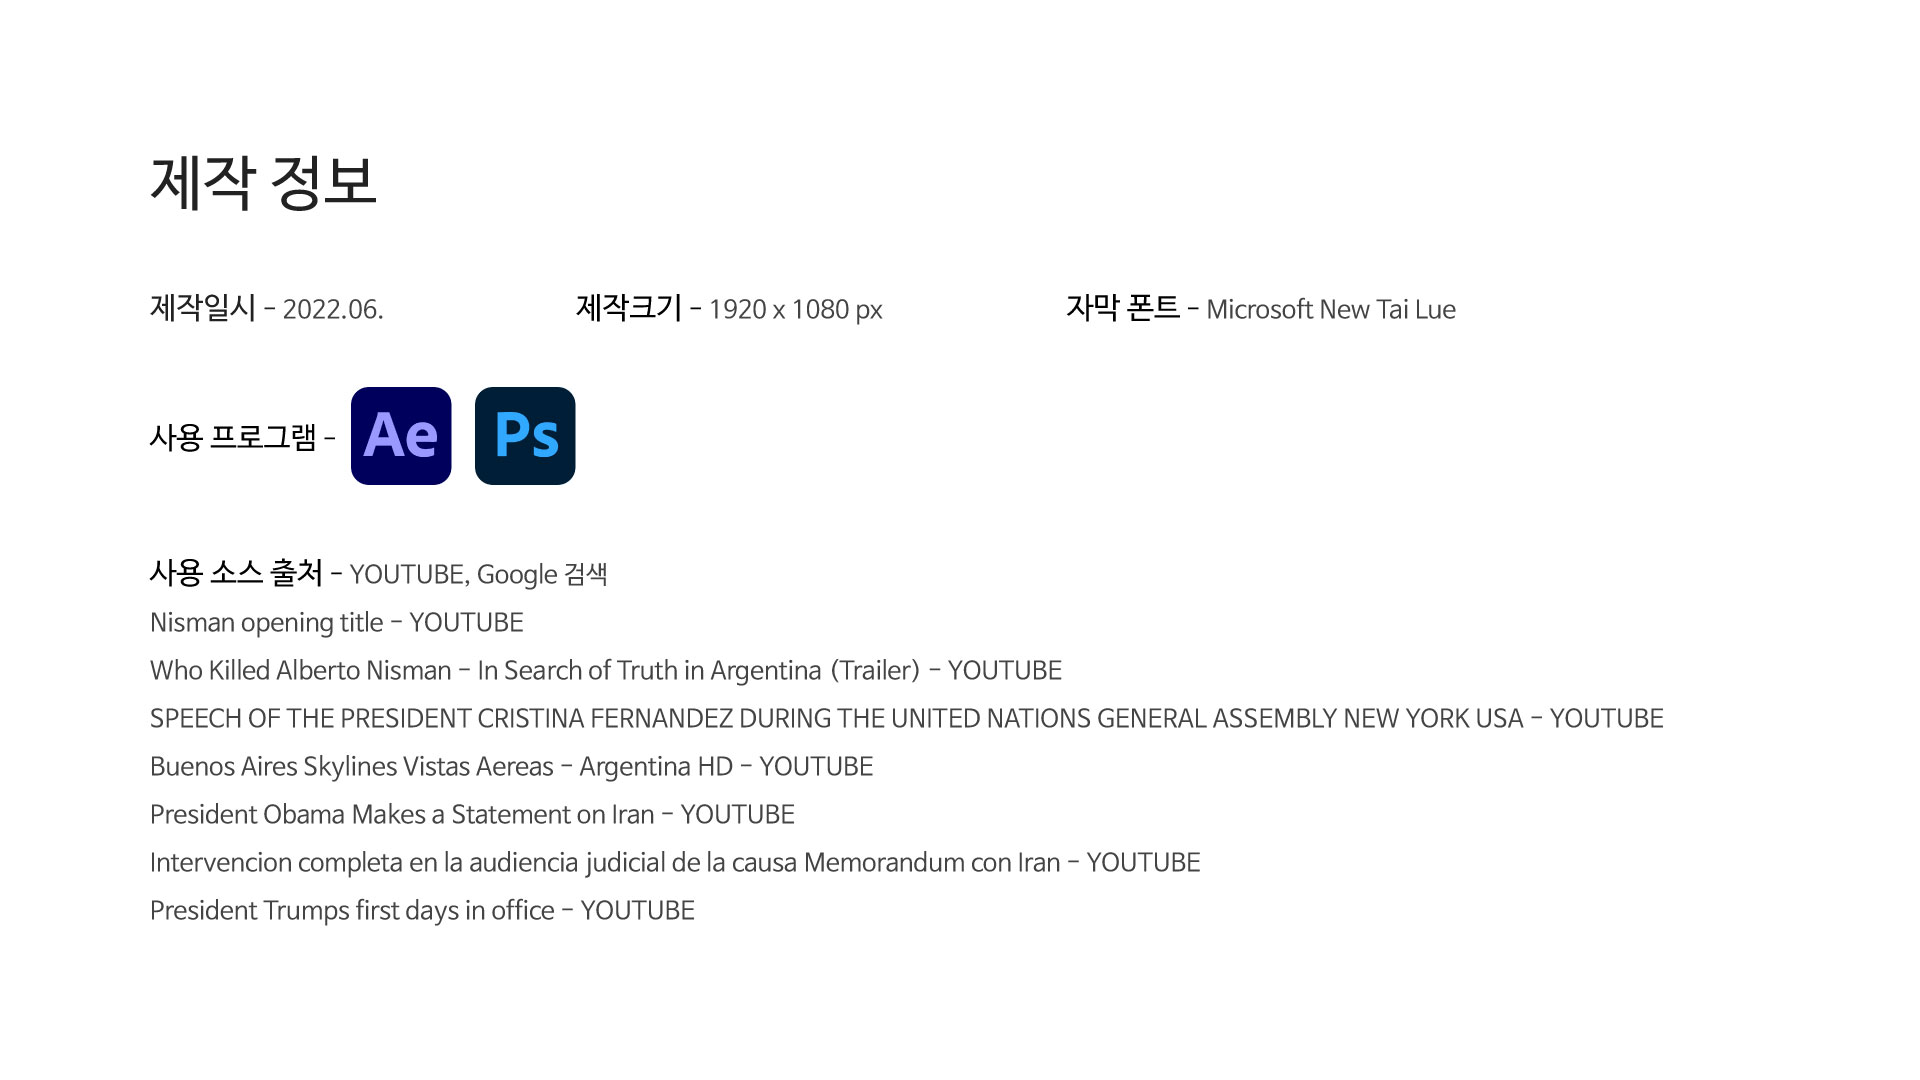 제작 정보
제작일시 - 2022.06.
제작크기 - 1920 x 1080 px
자막 폰트 - Microsoft New Tai Lue
사용 프로그램 - Ae Ps
사용 소스 출처 - YOUTUBE, Google 검색
Nisman opening title - YOUTUBE
Who Killed Alberto Nisman - In Search of Truth in Argentina (Trailer) - YOUTUBE
SPEECH OF THE PRESIDENT CRISTINA FERNANDEZ DURING THE UNITED NATIONS GENERAL ASSEMBLY NEW YORK USA - YOUTUBE
Buenos Aires Skylines Vistas Aereas - Argentina HD - YOUTUBE
President Obama Makes a Statement on Iran - YOUTUBE
Intervencion completa en la audiencia judicial de la causa Memorandum con Iran - YOUTUBE
President Trumps first days in office - YOUTUBE